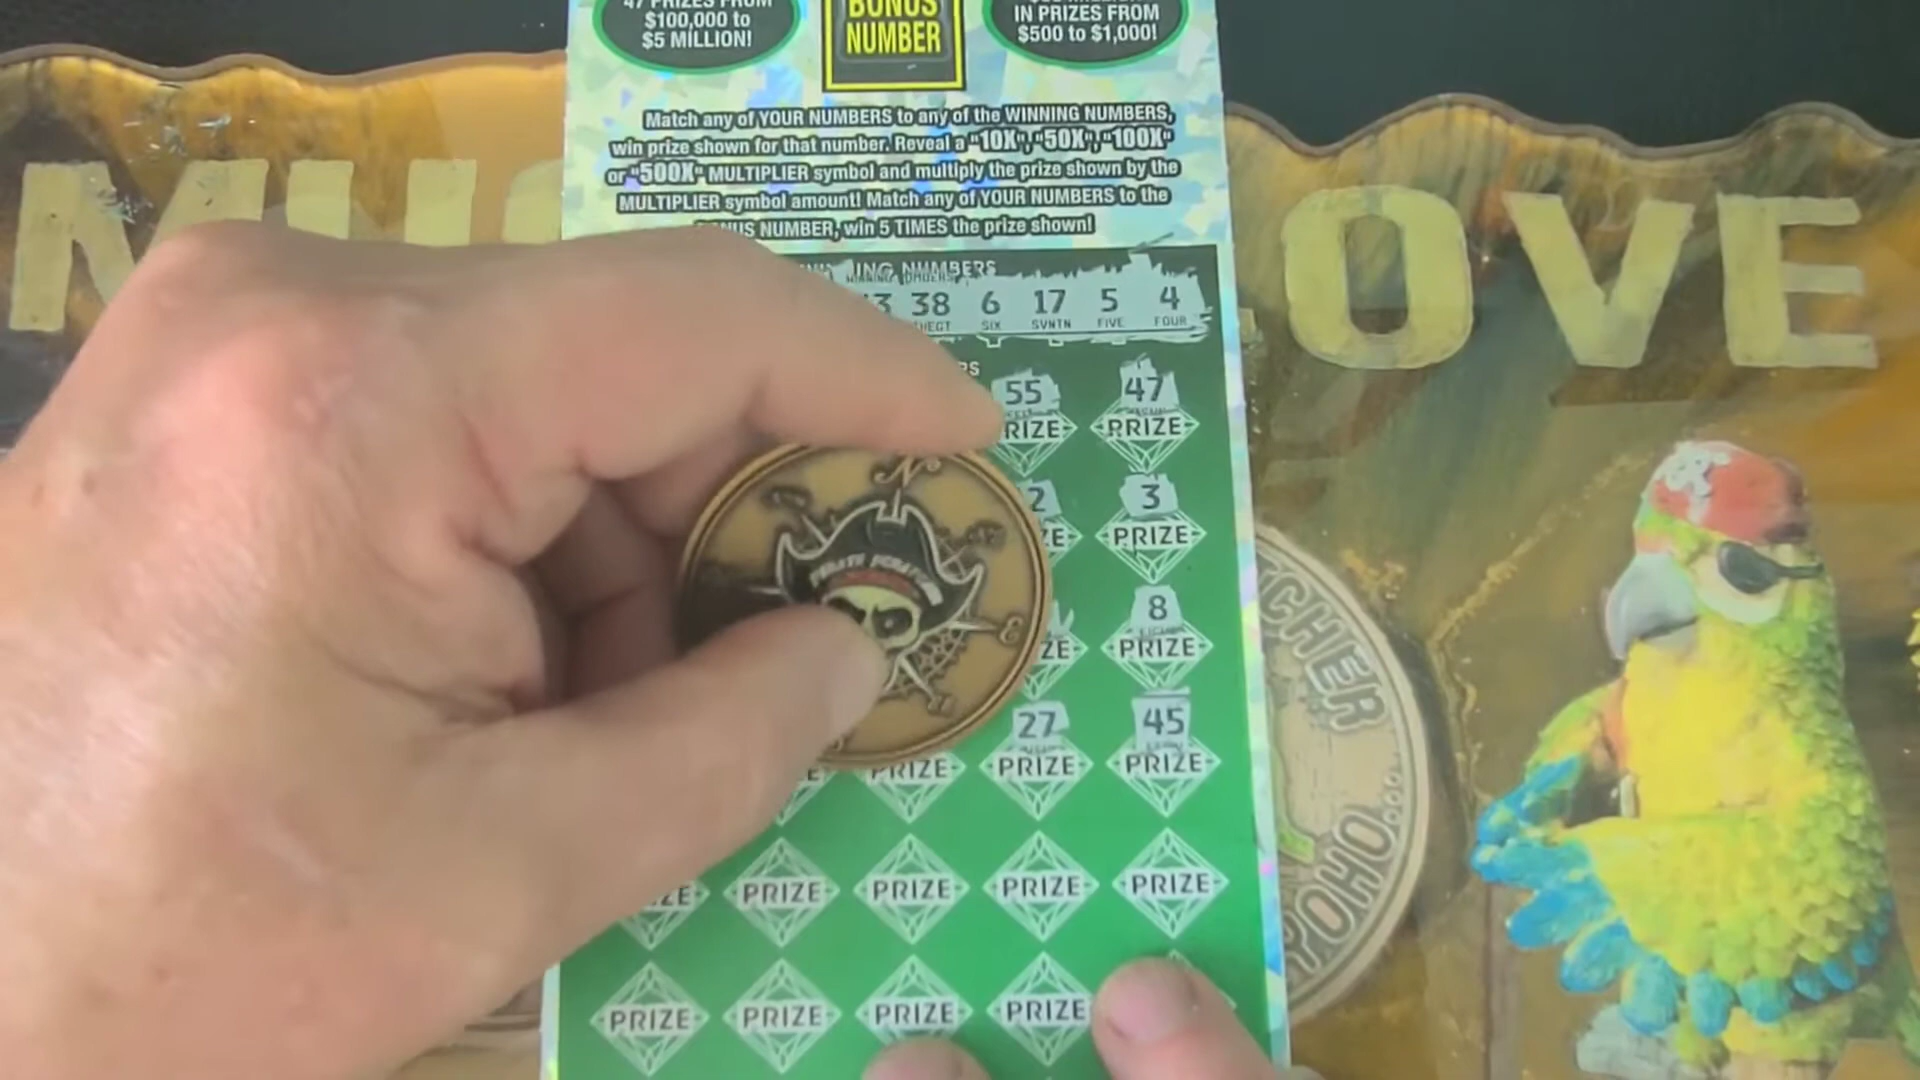 47 PRIZES FROM
$100,000 to
$5 MILLION!
BONUS
NUMBER
IN PRIZES FROM
$500 to $1,000!
Match any of YOUR NUMBERS to any of the WINNING NUMBERS,
win prize shown for that number. Reveal a "10X", "50X", "100X"
or "500X" MULTIPLIER symbol and multiply the prize shown by the
MULTIPLIER symbol amount! Match any of YOUR NUMBERS to the
NUMBER, win 5 TIMES the prize shown!
NUMBERS
38 6 17 5 4
SIX SVNTN FIVE FOUR
55 47
PRIZE
3
PRIZE
8
PRIZE
27 45
PRIZE PRIZE PRIZE
PRIZE PRIZE PRIZE PRIZE
PRIZE PRIZE PRIZE PRIZE
LOVE
YOHO...